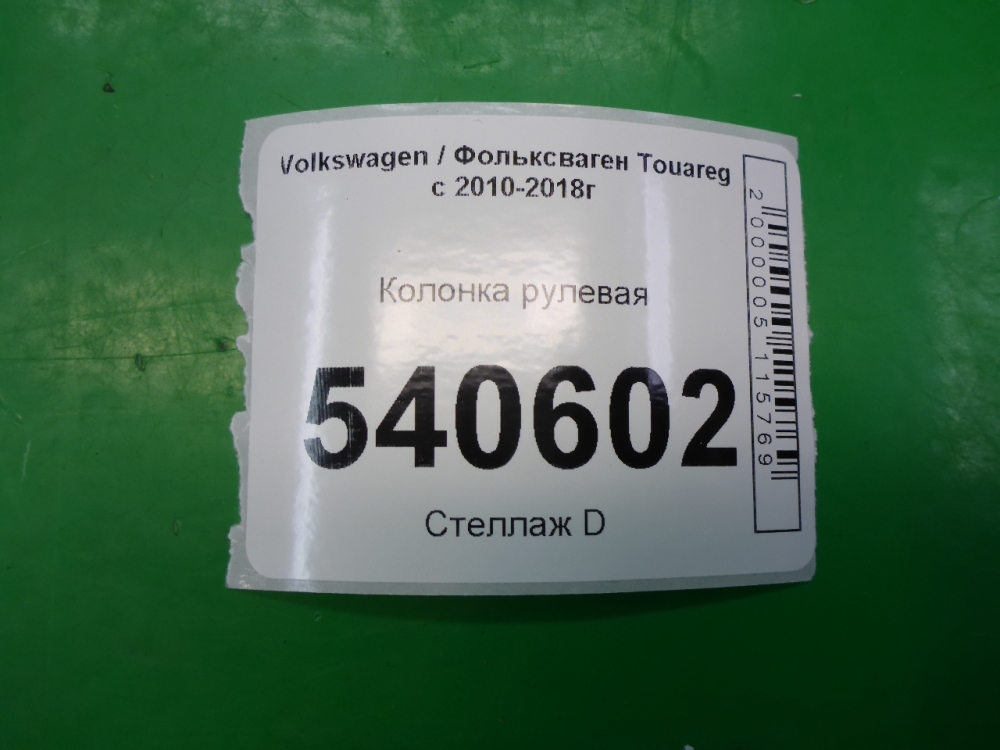 Volkswagen / Фольксваген Touareg
с 2010-2018г
Колонка рулевая
540602
Стеллаж D
2000005115769